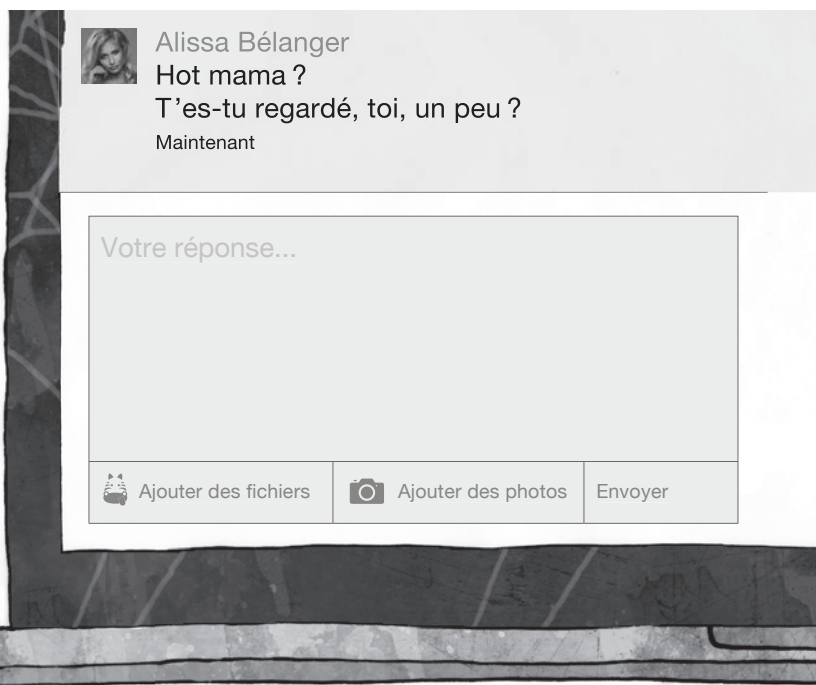 Alissa Bélanger
Hot mama ?
T’es-tu regardé, toi, un peu ?
Maintenant
Votre réponse...
Ajouter des fichiers
Ajouter des photos
Envoyer